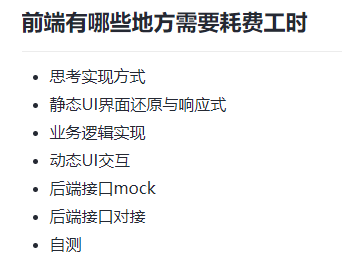 前端有哪些地方需要耗费工时
思考实现方式
静态UI界面还原与响应式
业务逻辑实现
动态UI交互
后端接口mock
后端接口对接
自测